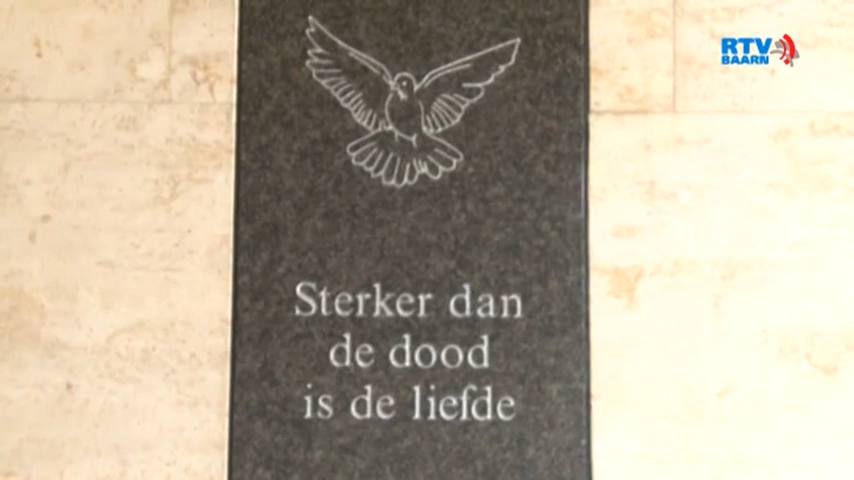 RTV
BAARN
Sterker dan
de dood
is de liefde